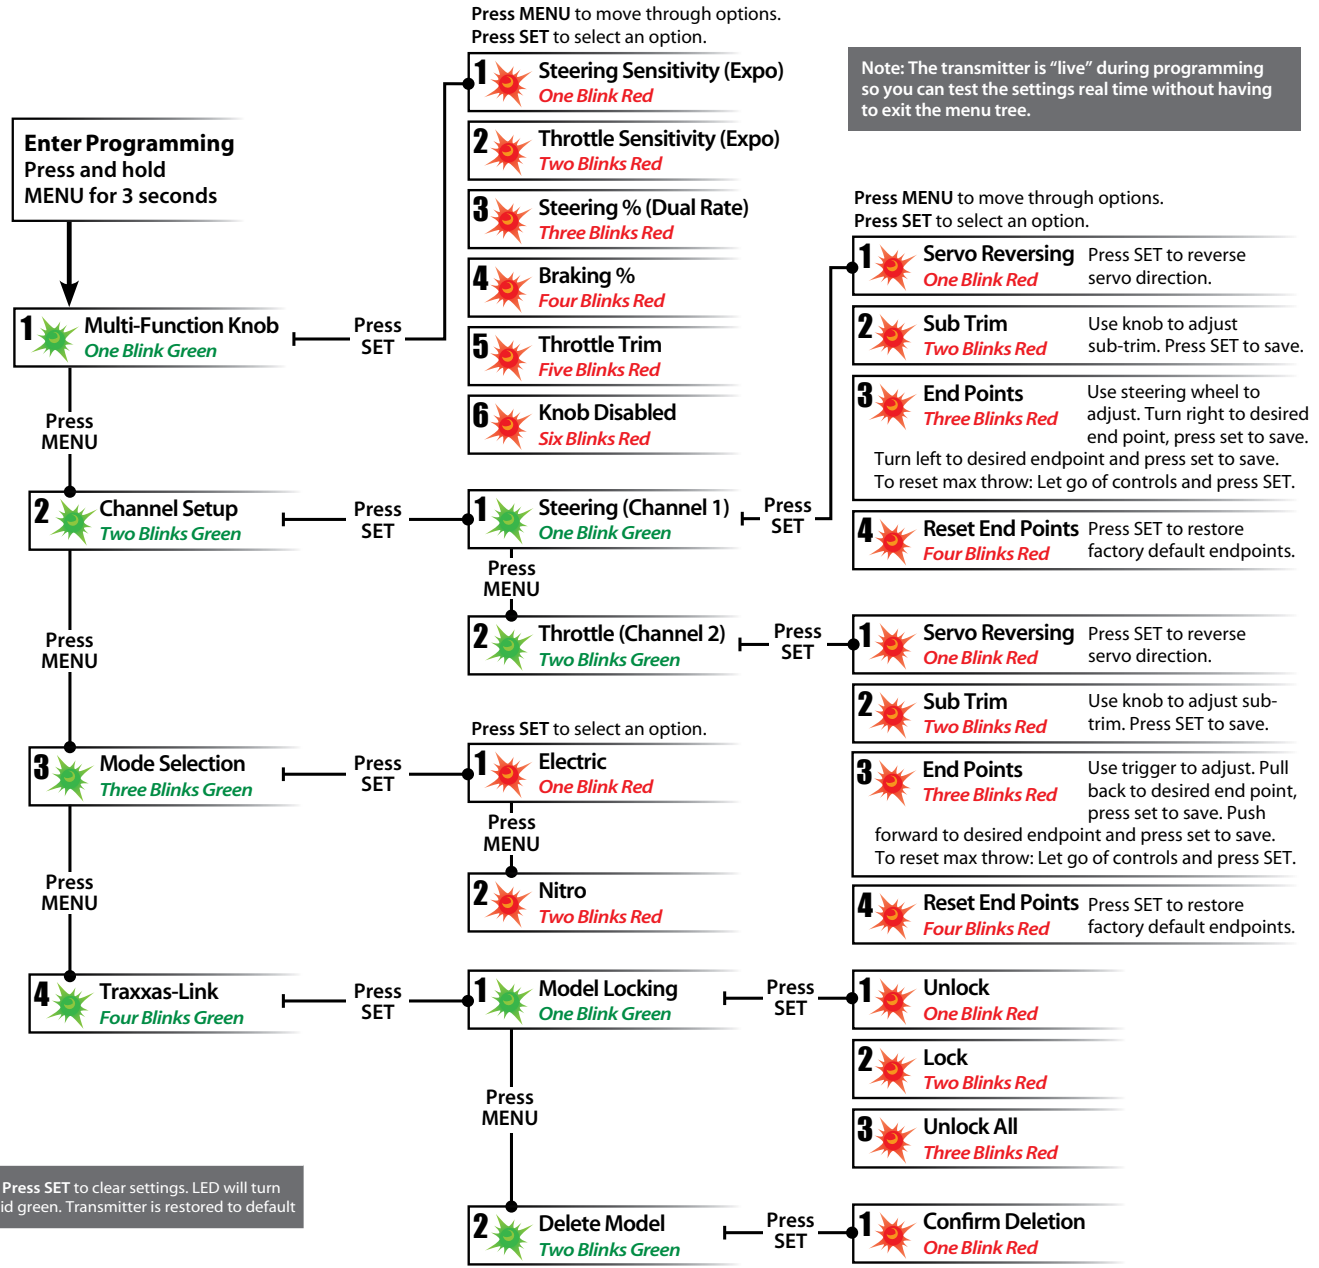 Press MENU to move through options.
Press SET to select an option.
1 Steering Sensitivity (Expo)
One Blink Red
2 Throttle Sensitivity (Expo)
Two Blinks Red
3 Steering % (Dual Rate)
Three Blinks Red
4 Braking %
Four Blinks Red
5 Throttle Trim
Five Blinks Red
6 Knob Disabled
Six Blinks Red
Note: The transmitter is “live” during programming
so you can test the settings real time without having
to exit the menu tree.
Enter Programming
Press and hold
MENU for 3 seconds
1 Multi-Function Knob
One Blink Green
Press
SET
Press
MENU
2 Channel Setup
Two Blinks Green
Press
SET
1 Steering (Channel 1)
One Blink Green
Press
SET
Press MENU to move through options.
Press SET to select an option.
1 Servo Reversing
One Blink Red
Press SET to reverse
servo direction.
2 Sub Trim
Two Blinks Red
Use knob to adjust
sub-trim. Press SET to save.
3 End Points
Three Blinks Red
Use steering wheel to
adjust. Turn right to desired
end point, press set to save.
Turn left to desired endpoint and press set to save.
To reset max throw: Let go of controls and press SET.
4 Reset End Points
Four Blinks Red
Press SET to restore
factory default endpoints.
Press
MENU
2 Throttle (Channel 2)
Two Blinks Green
Press
SET
1 Servo Reversing
One Blink Red
Press SET to reverse
servo direction.
2 Sub Trim
Two Blinks Red
Use knob to adjust sub-
trim. Press SET to save.
3 End Points
Three Blinks Red
Use trigger to adjust. Pull
back to desired end point,
press set to save. Push
forward to desired endpoint and press set to save.
To reset max throw: Let go of controls and press SET.
4 Reset End Points
Four Blinks Red
Press SET to restore
factory default endpoints.
Press
MENU
3 Mode Selection
Three Blinks Green
Press
SET
Press SET to select an option.
1 Electric
One Blink Red
Press
MENU
2 Nitro
Two Blinks Red
Press
MENU
4 Traxxas-Link
Four Blinks Green
Press
SET
1 Model Locking
One Blink Green
Press
SET
1 Unlock
One Blink Red
2 Lock
Two Blinks Red
3 Unlock All
Three Blinks Red
Press
MENU
2 Delete Model
Two Blinks Green
Press
SET
1 Confirm Deletion
One Blink Red
Press SET to clear settings. LED will turn
id green. Transmitter is restored to default